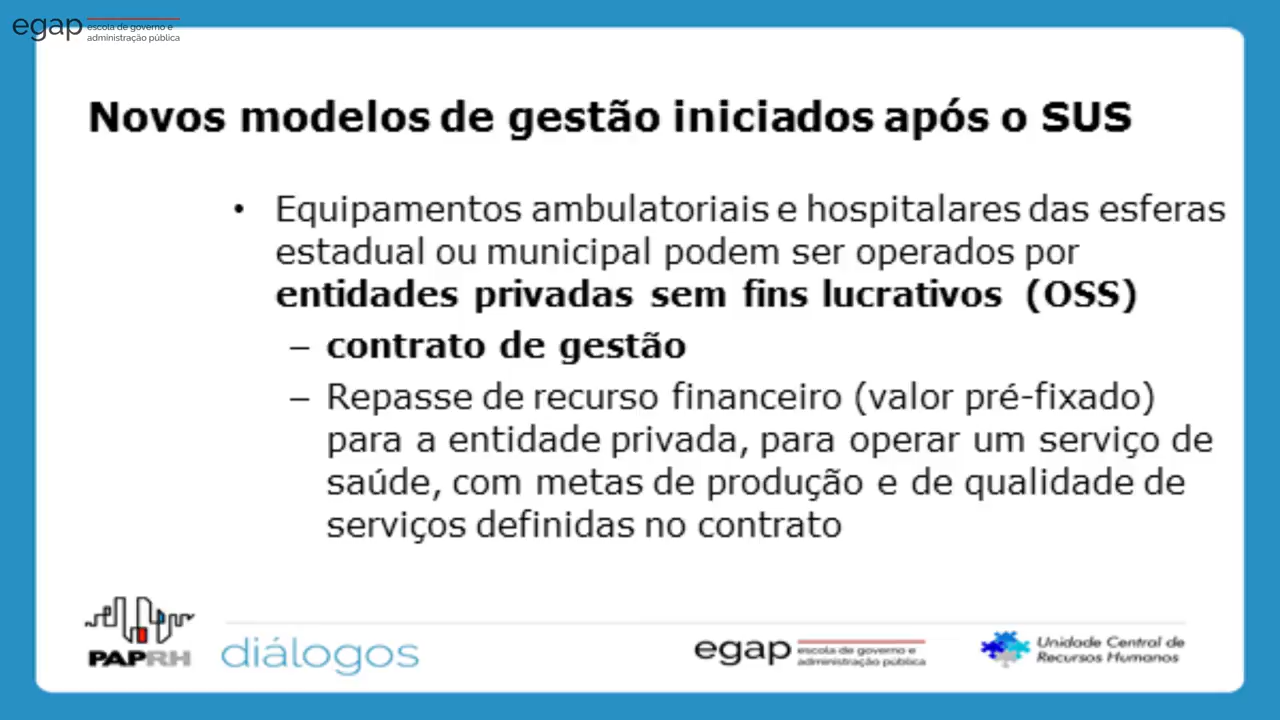 egap escola de governo e
administração pública
Novos modelos de gestão iniciados após o SUS
• Equipamentos ambulatoriais e hospitalares das esferas
estadual ou municipal podem ser operados por
entidades privadas sem fins lucrativos (OSS)
– contrato de gestão
– Repasse de recurso financeiro (valor pré-fixado)
para a entidade privada, para operar um serviço de
saúde, com metas de produção e de qualidade de
serviços definidas no contrato
PAPRH
diálogos
egap escola de governo e
administração pública
Unidade Central de
Recursos Humanos